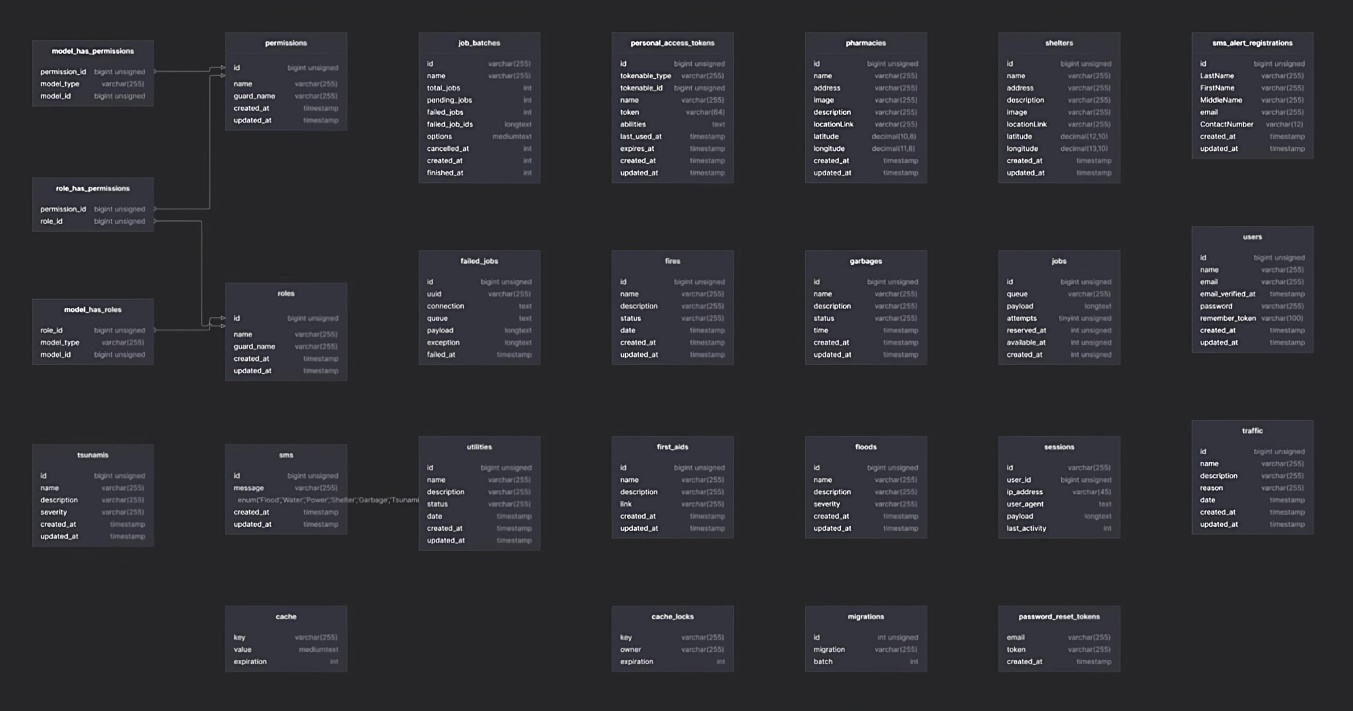 model_has_permissions
permission_id bigint unsigned
model_type varchar(255)
model_id bigint unsigned
permissions
id bigint unsigned
name varchar(255)
guard_name varchar(255)
created_at timestamp
updated_at timestamp
job_batches
id varchar(255)
name varchar(255)
total_jobs int
pending_jobs int
failed_jobs int
failed_job_ids longtext
options mediumtext
cancelled_at int
created_at int
finished_at int
personal_access_tokens
id bigint unsigned
tokenable_type varchar(255)
tokenable_id bigint unsigned
name varchar(255)
token varchar(64)
abilities text
last_used_at timestamp
expires_at timestamp
created_at timestamp
updated_at timestamp
pharmacies
id bigint unsigned
name varchar(255)
address varchar(255)
image varchar(255)
description varchar(255)
locationLink varchar(255)
latitude decimal(10,8)
longitude decimal(11,8)
created_at timestamp
updated_at timestamp
shelters
id bigint unsigned
name varchar(255)
address varchar(255)
description varchar(255)
image varchar(255)
locationLink varchar(255)
latitude decimal(12,10)
longitude decimal(13,10)
created_at timestamp
updated_at timestamp
sms_alert_registrations
id bigint unsigned
LastName varchar(255)
FirstName varchar(255)
MiddleName varchar(255)
email varchar(255)
ContactNumber varchar(12)
created_at timestamp
updated_at timestamp
role_has_permissions
permission_id bigint unsigned
role_id bigint unsigned
model_has_roles
role_id bigint unsigned
model_type varchar(255)
model_id bigint unsigned
roles
id bigint unsigned
name varchar(255)
guard_name varchar(255)
created_at timestamp
updated_at timestamp
failed_jobs
id bigint unsigned
uuid varchar(255)
connection text
queue text
payload longtext
exception longtext
failed_at timestamp
fires
id bigint unsigned
name varchar(255)
description varchar(255)
status varchar(255)
date timestamp
created_at timestamp
updated_at timestamp
garbages
id bigint unsigned
name varchar(255)
description varchar(255)
status varchar(255)
time timestamp
created_at timestamp
updated_at timestamp
jobs
id bigint unsigned
queue varchar(255)
payload longtext
attempts tinyint unsigned
reserved_at int unsigned
available_at int unsigned
created_at int unsigned
users
id bigint unsigned
name varchar(255)
email varchar(255)
email_verified_at timestamp
password varchar(255)
remember_token varchar(100)
created_at timestamp
updated_at timestamp
tsunamis
id bigint unsigned
name varchar(255)
description varchar(255)
severity varchar(255)
created_at timestamp
updated_at timestamp
sms
id bigint unsigned
message varchar(255)
enum('Flood','Water','Power','Shelter','Garbage','Tsunami
created_at timestamp
updated_at timestamp
utilities
id bigint unsigned
name varchar(255)
description varchar(255)
status varchar(255)
date timestamp
created_at timestamp
updated_at timestamp
first_aids
id bigint unsigned
name varchar(255)
description varchar(255)
link varchar(255)
created_at timestamp
updated_at timestamp
floods
id bigint unsigned
name varchar(255)
description varchar(255)
severity varchar(255)
created_at timestamp
updated_at timestamp
sessions
id varchar(255)
user_id bigint unsigned
ip_address varchar(45)
user_agent text
payload longtext
last_activity int
traffic
id bigint unsigned
name varchar(255)
description varchar(255)
reason varchar(255)
date timestamp
created_at timestamp
updated_at timestamp
cache
key varchar(255)
value mediumtext
expiration int
cache_locks
key varchar(255)
owner varchar(255)
expiration int
migrations
id int unsigned
migration varchar(255)
batch int
password_reset_tokens
email varchar(255)
token varchar(255)
created_at timestamp